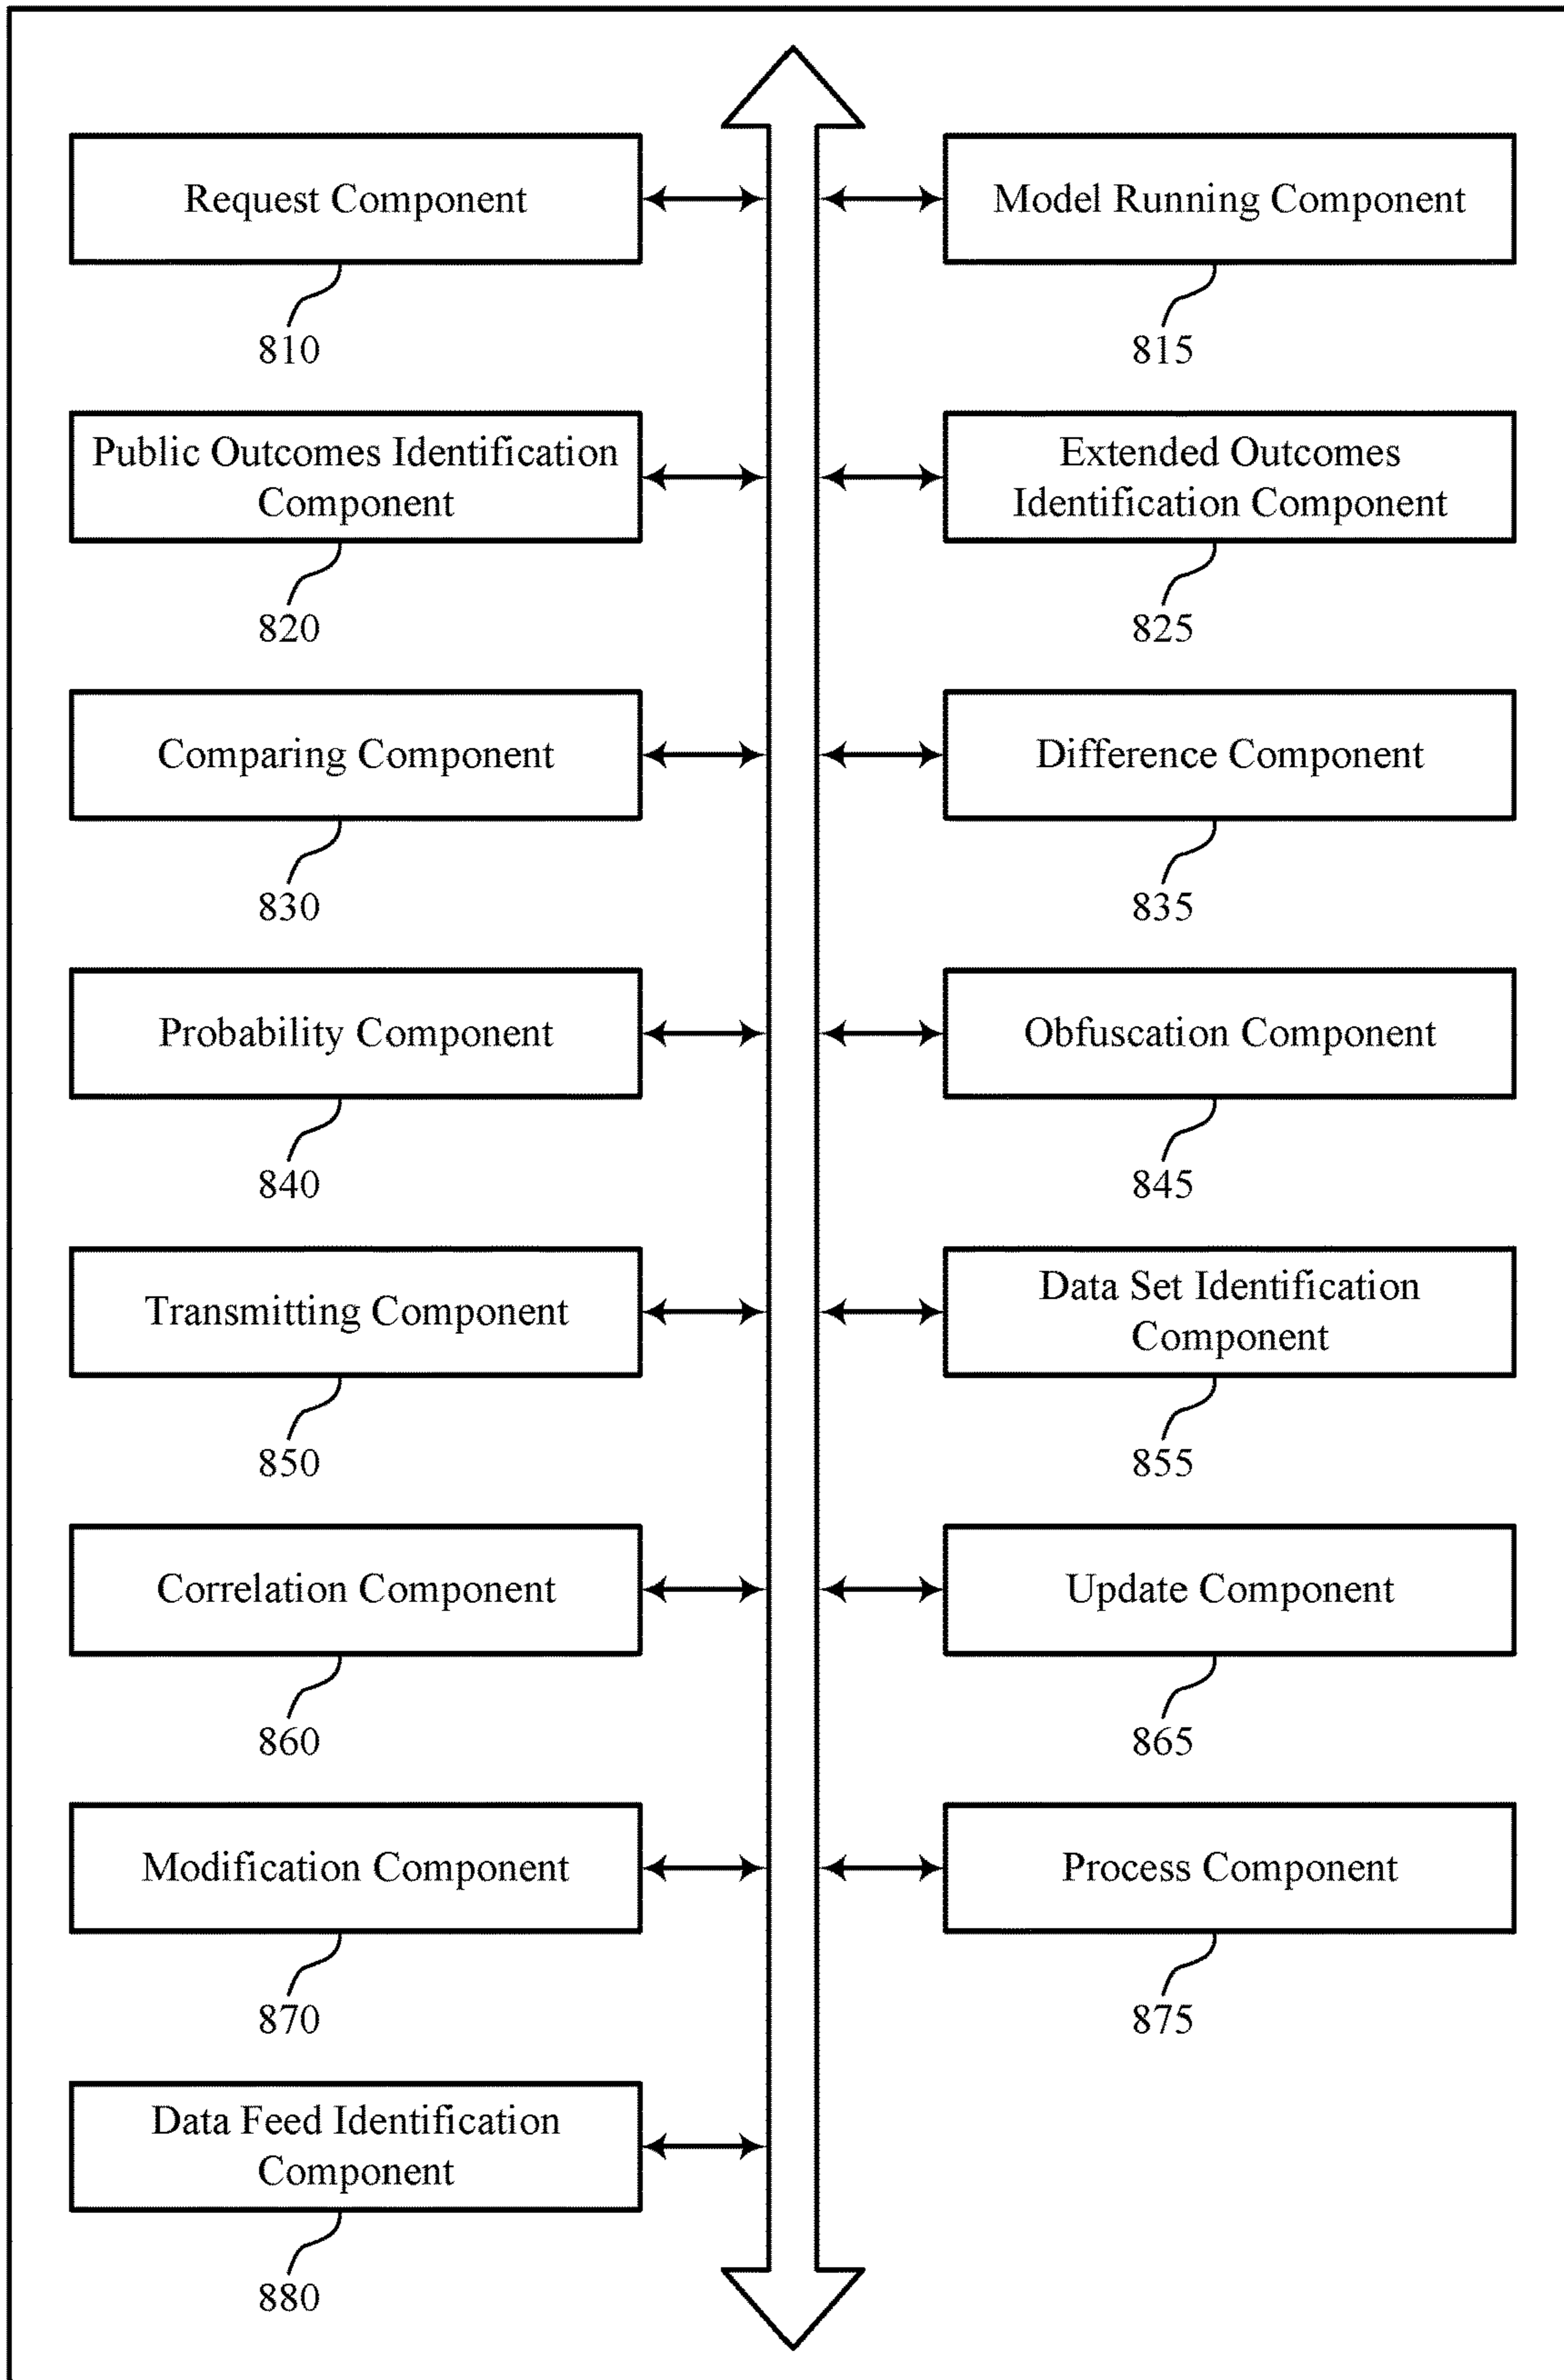 Request Component
810
Model Running Component
815
Public Outcomes Identification
Component
820
Extended Outcomes
Identification Component
825
Comparing Component
830
Difference Component
835
Probability Component
840
Obfuscation Component
845
Transmitting Component
850
Data Set Identification
Component
855
Correlation Component
860
Update Component
865
Modification Component
870
Process Component
875
Data Feed Identification
Component
880